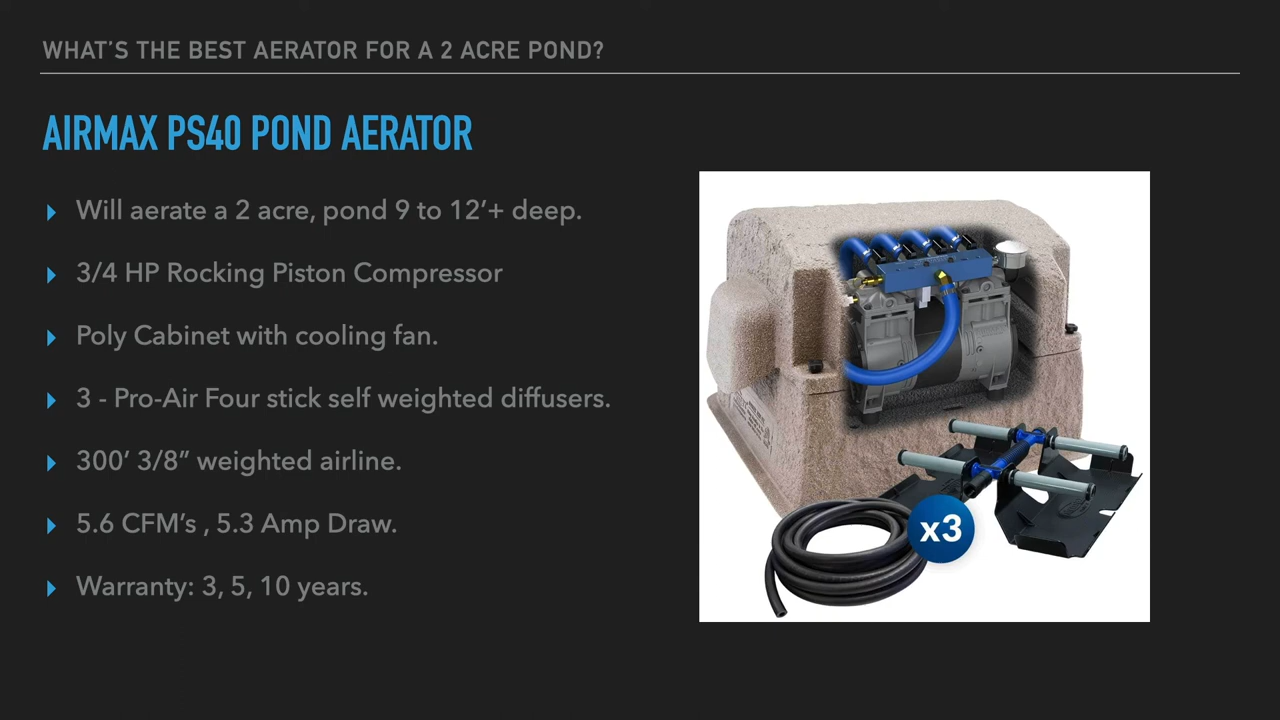 WHAT'S THE BEST AERATOR FOR A 2 ACRE POND?
AIRMAX PS40 POND AERATOR
Will aerate a 2 acre, pond 9 to 12’+ deep.
3/4 HP Rocking Piston Compressor
Poly Cabinet with cooling fan.
3 - Pro-Air Four stick self weighted diffusers.
300’ 3/8” weighted airline.
5.6 CFM’s , 5.3 Amp Draw.
Warranty: 3, 5, 10 years.
x3